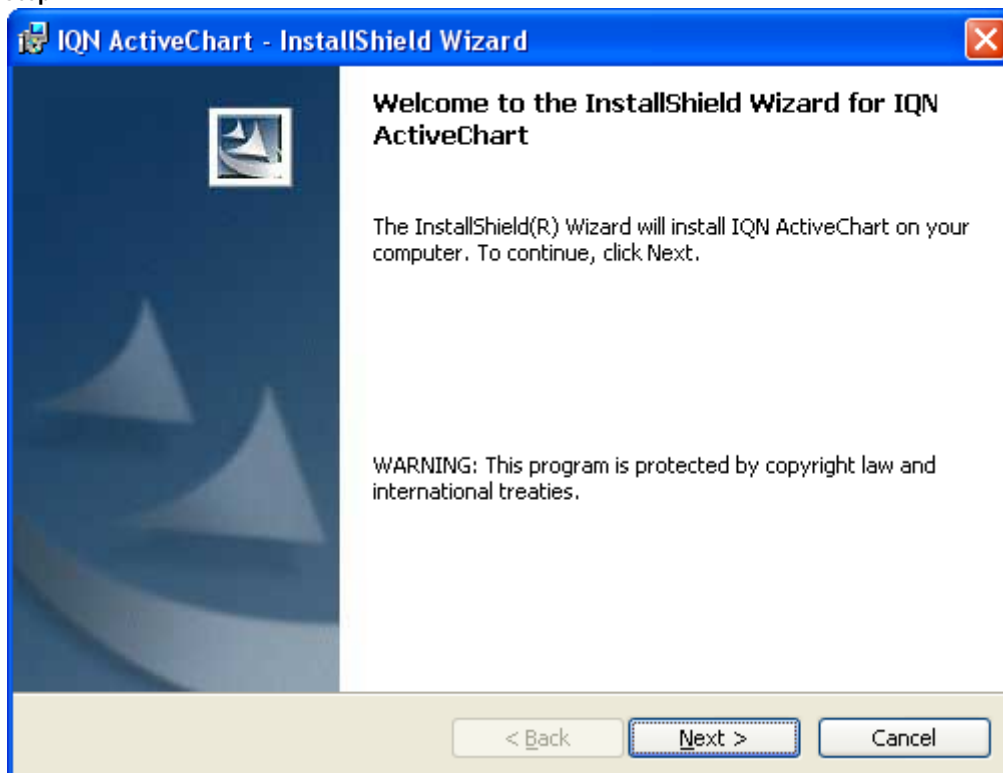 IQN ActiveChart - InstallShield Wizard
Welcome to the InstallShield Wizard for IQN
ActiveChart
The InstallShield(R) Wizard will install IQN ActiveChart on your
computer. To continue, click Next.
WARNING: This program is protected by copyright law and
international treaties.
< Back
Next >
Cancel